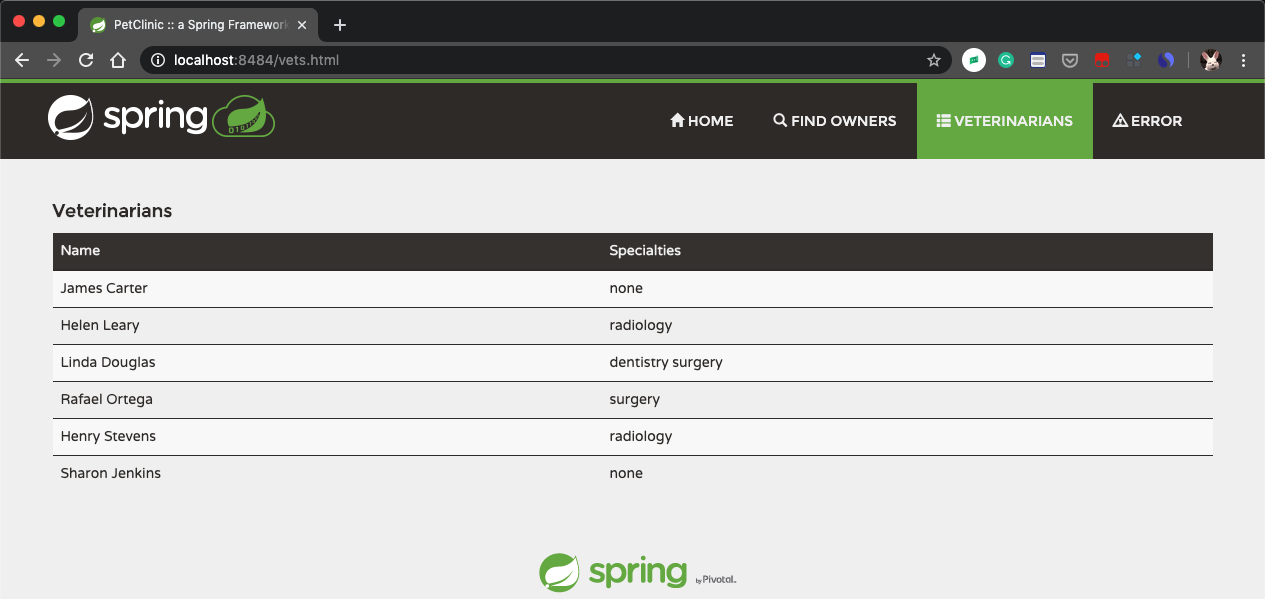 PetClinic :: a Spring Framework
localhost:8484/vets.html
spring
HOME
FIND OWNERS
VETERINARIANS
ERROR
Veterinarians
Name Specialties
James Carter none
Helen Leary radiology
Linda Douglas dentistry surgery
Rafael Ortega surgery
Henry Stevens radiology
Sharon Jenkins none
spring by Pivotal.